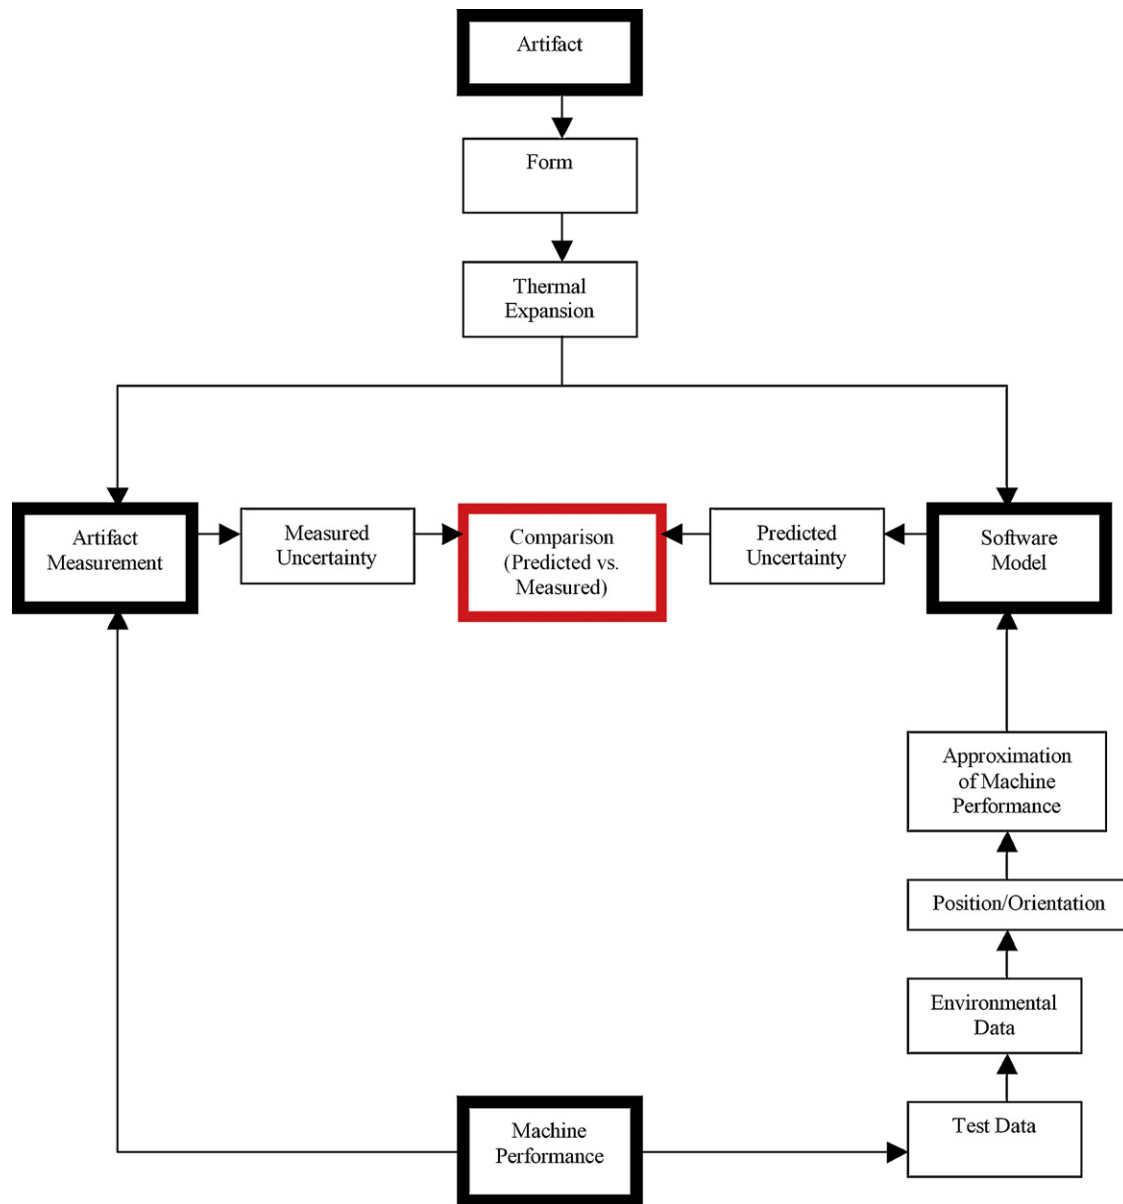 Artifact
Form
Thermal
Expansion
Artifact
Measurement
Measured
Uncertainty
Comparison
(Predicted vs.
Measured)
Predicted
Uncertainty
Software
Model
Approximation
of Machine
Performance
Position/Orientation
Environmental
Data
Machine
Performance
Test Data